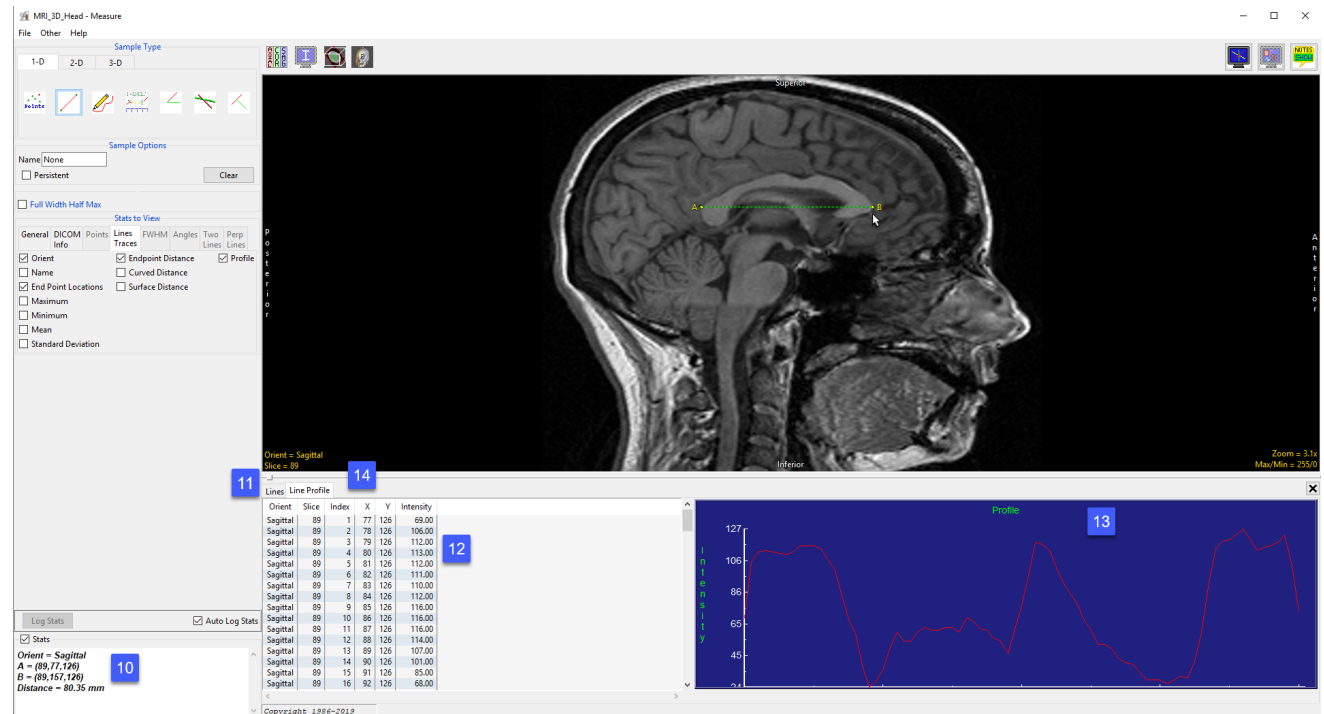 MRI_3D_Head - Measure
File Other Help
Sample Type
1-D 2-D 3-D
Points
Sample Options
Name None
Persistent
Clear
Full Width Half Max
Stats to View
General DICOM Info Points Lines Traces FWHM Angles Two Lines Perp Lines
Orient Endpoint Distance Profile
Name Curved Distance
End Point Locations Surface Distance
Maximum
Minimum
Mean
Standard Deviation
Log Stats Auto Log Stats
Stats
Orient = Sagittal
A = (89,77,126)
B = (89,157,126)
Distance = 80.35 mm
10
NOTES
SHOW
Superior
A B
Posterior
Anterior
Orient = Sagittal
Slice = 89
Inferior
Zoom = 3.1x
Max/Min = 255/0
11
14
Lines Line Profile
Orient Slice Index X Y Intensity
Sagittal 89 1 77 126 69.00
Sagittal 89 2 78 126 106.00
Sagittal 89 3 79 126 112.00
Sagittal 89 4 80 126 113.00
Sagittal 89 5 81 126 112.00
Sagittal 89 6 82 126 111.00
Sagittal 89 7 83 126 110.00
Sagittal 89 8 84 126 112.00
Sagittal 89 9 85 126 116.00
Sagittal 89 10 86 126 116.00
Sagittal 89 11 87 126 116.00
Sagittal 89 12 88 126 114.00
Sagittal 89 13 89 126 107.00
Sagittal 89 14 90 126 101.00
Sagittal 89 15 91 126 85.00
Sagittal 89 16 92 126 68.00
12
Profile
13
Intensity
127
106
86
65
45
24
Copyright 1986-2019